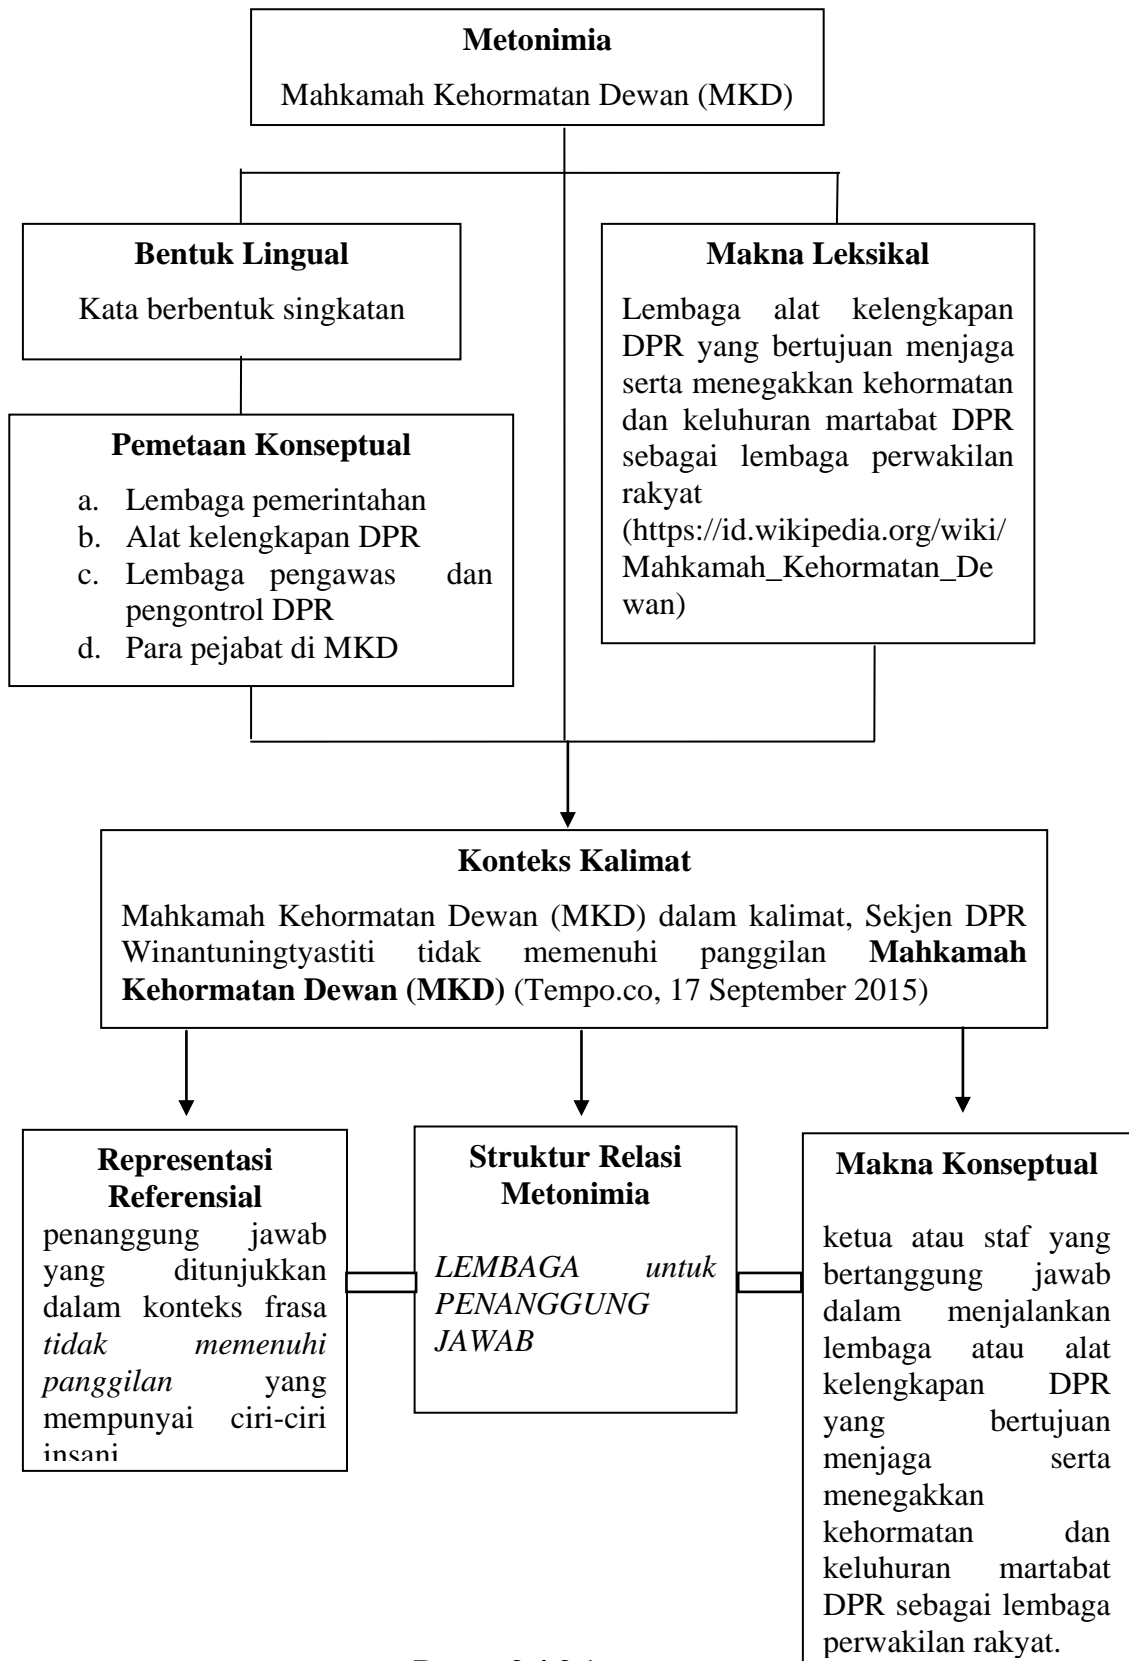 Metonimia
Mahkamah Kehormatan Dewan (MKD)
Bentuk Lingual
Kata berbentuk singkatan
Makna Leksikal
Lembaga alat kelengkapan
DPR yang bertujuan menjaga
serta menegakkan kehormatan
dan keluhuran martabat DPR
sebagai lembaga perwakilan
rakyat
(https://id.wikipedia.org/wiki/
Mahkamah_Kehormatan_De
wan)
Pemetaan Konseptual
a. Lembaga pemerintahan
b. Alat kelengkapan DPR
c. Lembaga pengawas dan
pengontrol DPR
d. Para pejabat di MKD
Konteks Kalimat
Mahkamah Kehormatan Dewan (MKD) dalam kalimat, Sekjen DPR
Winantuningtyastiti tidak memenuhi panggilan Mahkamah
Kehormatan Dewan (MKD) (Tempo.co, 17 September 2015)
Representasi
Referensial
penanggung jawab
yang ditunjukkan
dalam konteks frasa
tidak memenuhi
panggilan yang
mempunyai ciri-ciri
insani
Struktur Relasi
Metonimia
LEMBAGA untuk
PENANGGUNG
JAWAB
Makna Konseptual
ketua atau staf yang
bertanggung jawab
dalam menjalankan
lembaga atau alat
kelengkapan DPR
yang bertujuan
menjaga serta
menegakkan
kehormatan dan
keluhuran martabat
DPR sebagai lembaga
perwakilan rakyat.